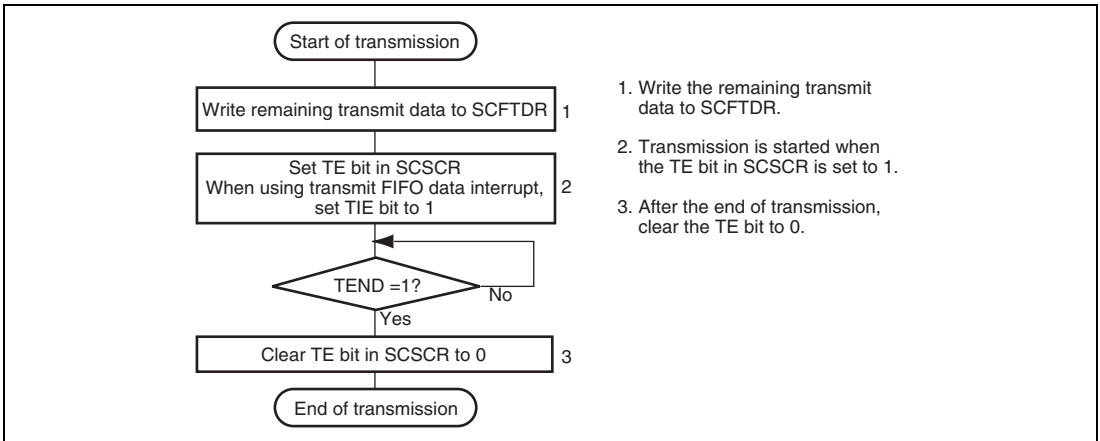 Start of transmission
Write remaining transmit data to SCFTDR
1
Set TE bit in SCSCR
When using transmit FIFO data interrupt,
set TIE bit to 1
2
TEND =1?
No
Yes
Clear TE bit in SCSCR to 0
3
End of transmission
1. Write the remaining transmit
data to SCFTDR.
2. Transmission is started when
the TE bit in SCSCR is set to 1.
3. After the end of transmission,
clear the TE bit to 0.